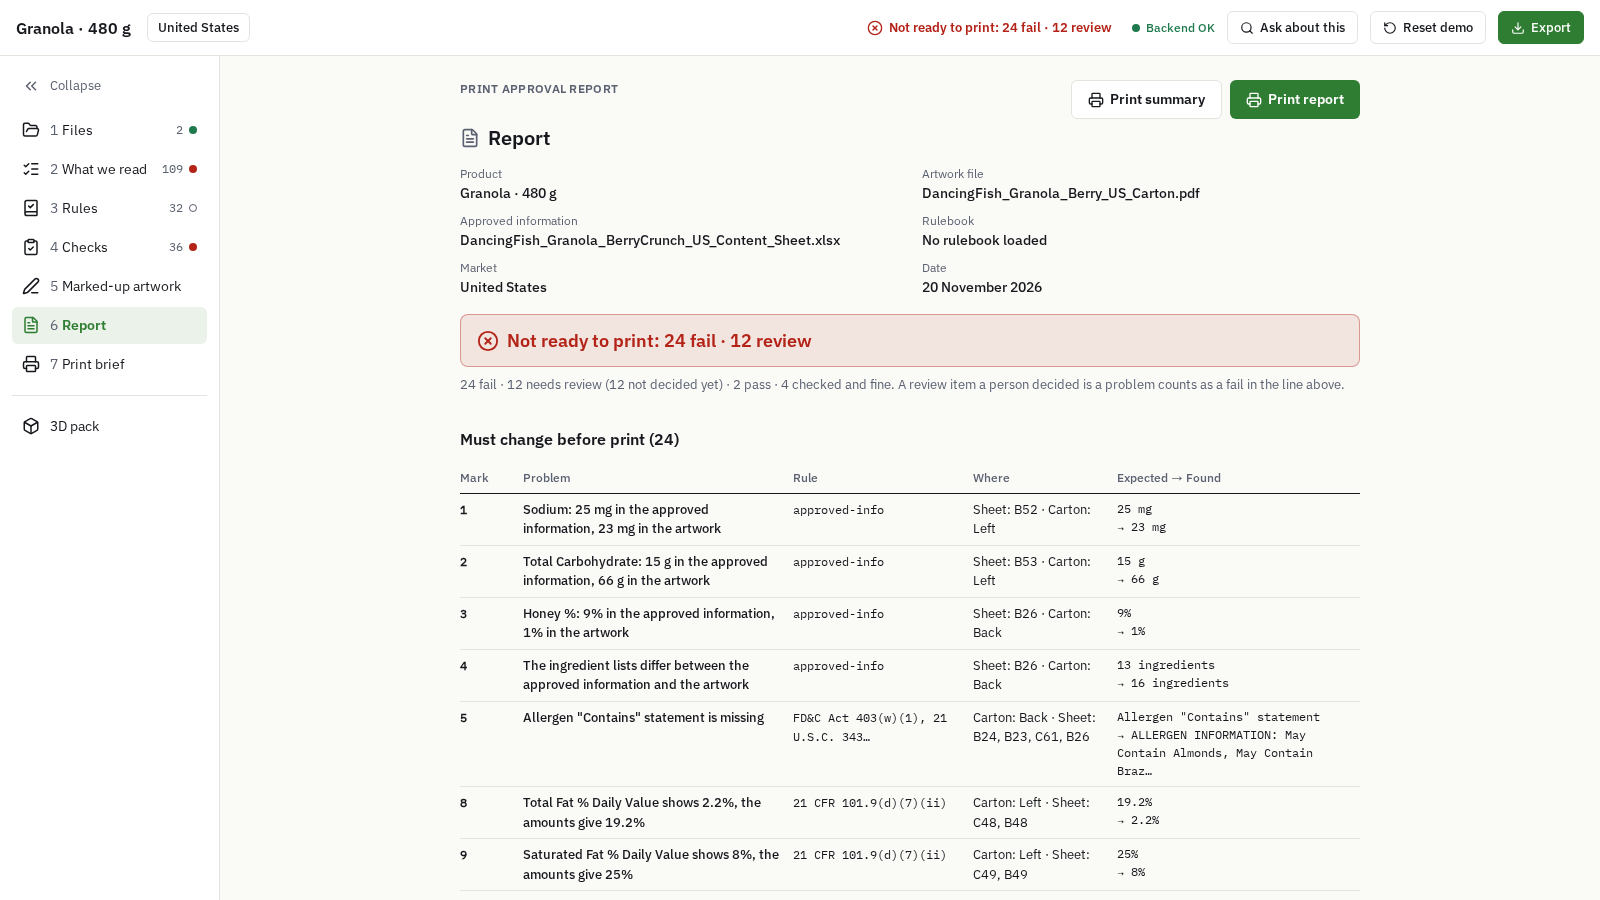 Granola · 480 g
United States
Not ready to print: 24 fail · 12 review
Backend OK
Ask about this
Reset demo
Export
Collapse
1 Files 2
2 What we read 109
3 Rules 32
4 Checks 36
5 Marked-up artwork
6 Report
7 Print brief
3D pack
PRINT APPROVAL REPORT
Print summary
Print report
Report
Product
Granola · 480 g
Artwork file
DancingFish_Granola_Berry_US_Carton.pdf
Approved information
DancingFish_Granola_BerryCrunch_US_Content_Sheet.xlsx
Rulebook
No rulebook loaded
Market
United States
Date
20 November 2026
Not ready to print: 24 fail · 12 review
24 fail · 12 needs review (12 not decided yet) · 2 pass · 4 checked and fine. A review item a person decided is a problem counts as a fail in the line above.
Must change before print (24)
Mark Problem Rule Where Expected → Found
1
Sodium: 25 mg in the approved
information, 23 mg in the artwork
approved-info
Sheet: B52 · Carton:
Left
25 mg
→ 23 mg
2
Total Carbohydrate: 15 g in the approved
information, 66 g in the artwork
approved-info
Sheet: B53 · Carton:
Left
15 g
→ 66 g
3
Honey %: 9% in the approved information,
1% in the artwork
approved-info
Sheet: B26 · Carton:
Back
9%
→ 1%
4
The ingredient lists differ between the
approved information and the artwork
approved-info
Sheet: B26 · Carton:
Back
13 ingredients
→ 16 ingredients
5
Allergen "Contains" statement is missing
FD&C Act 403(w)(1), 21
U.S.C. 343…
Carton: Back · Sheet:
B24, B23, C61, B26
Allergen "Contains" statement
→ ALLERGEN INFORMATION: May
Contain Almonds, May Contain
Braz…
8
Total Fat % Daily Value shows 2.2%, the
amounts give 19.2%
21 CFR 101.9(d)(7)(ii)
Carton: Left · Sheet:
C48, B48
19.2%
→ 2.2%
9
Saturated Fat % Daily Value shows 8%, the
amounts give 25%
21 CFR 101.9(d)(7)(ii)
Carton: Left · Sheet:
C49, B49
25%
→ 8%